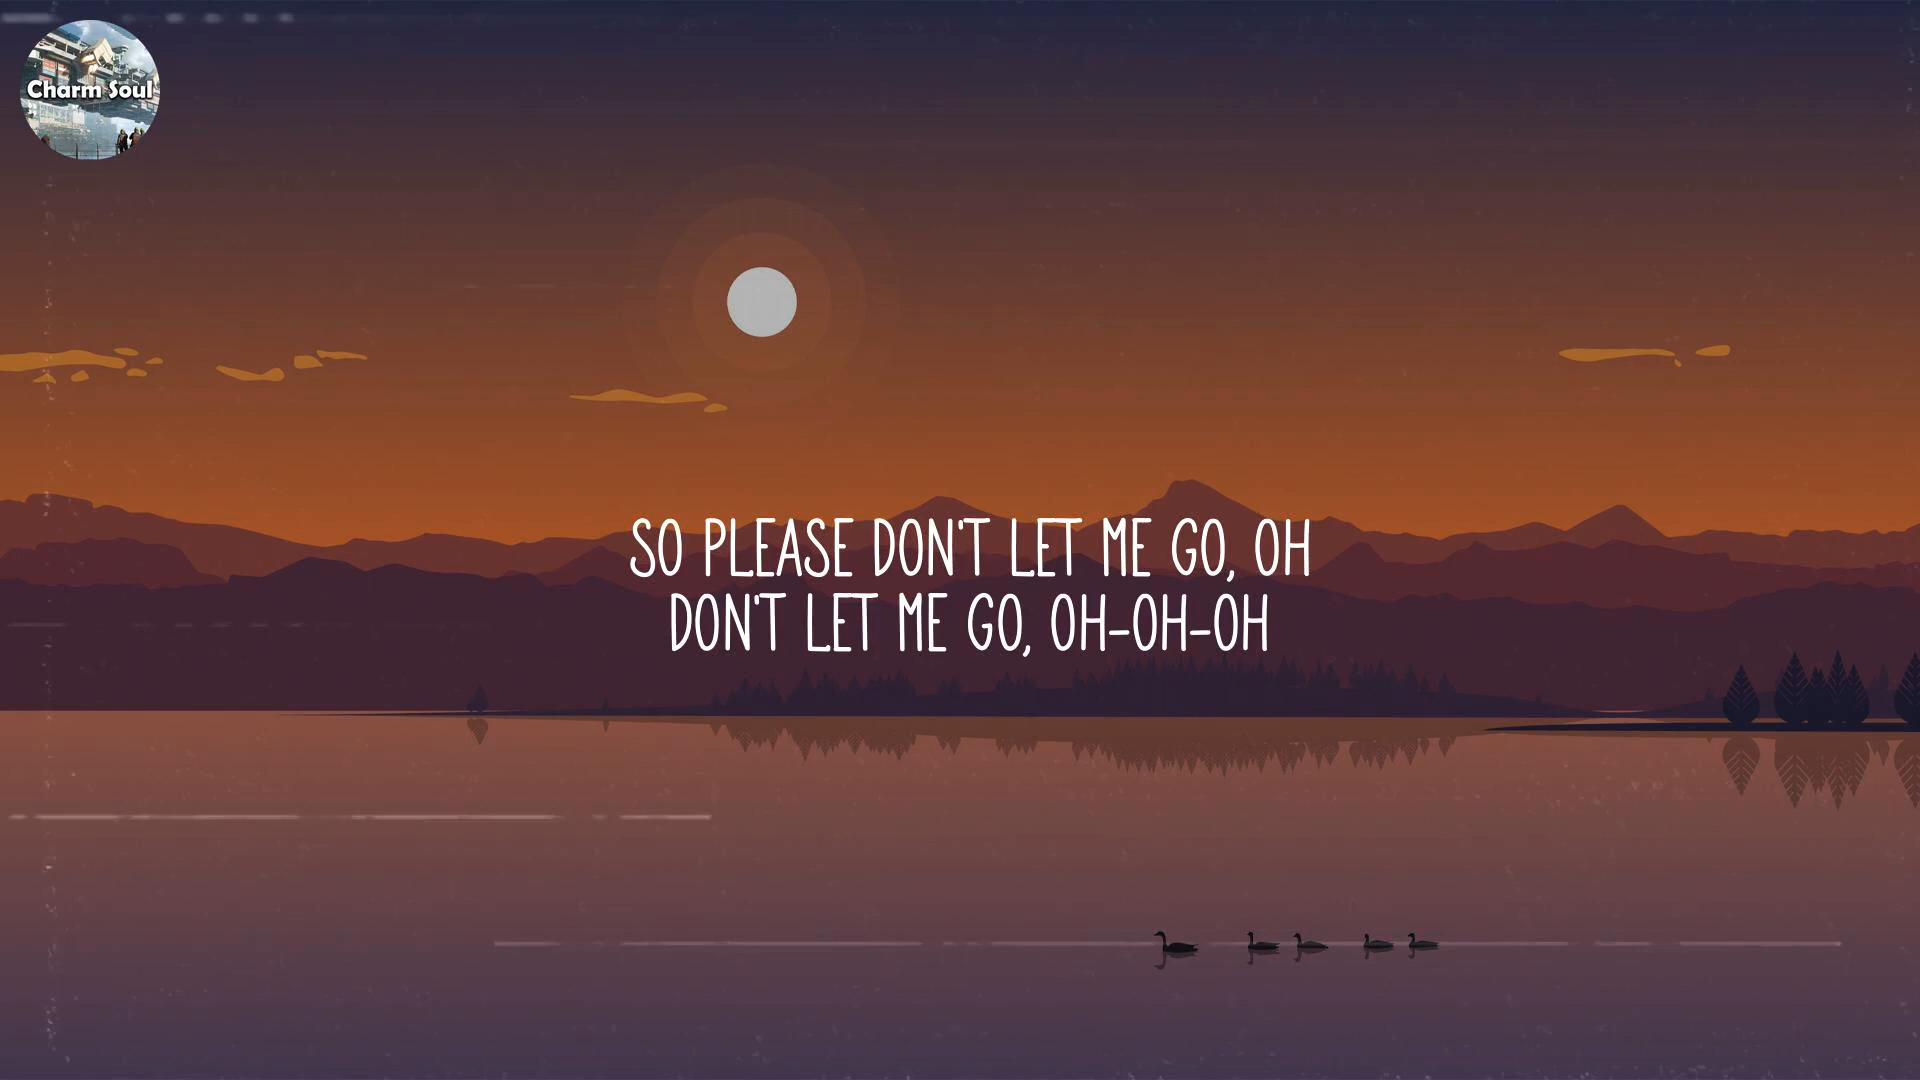 Charm Soul
SO PLEASE DON'T LET ME GO, OH
DON'T LET ME GO, OH-OH-OH